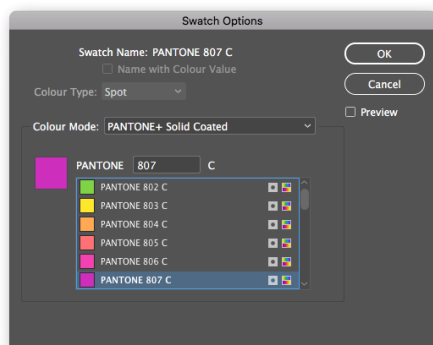 Swatch Options
Swatch Name: PANTONE 807 C
Name with Colour Value
Colour Type: Spot
Colour Mode: PANTONE+ Solid Coated
PANTONE 807 C
PANTONE 802 C
PANTONE 803 C
PANTONE 804 C
PANTONE 805 C
PANTONE 806 C
PANTONE 807 C
OK
Cancel
Preview